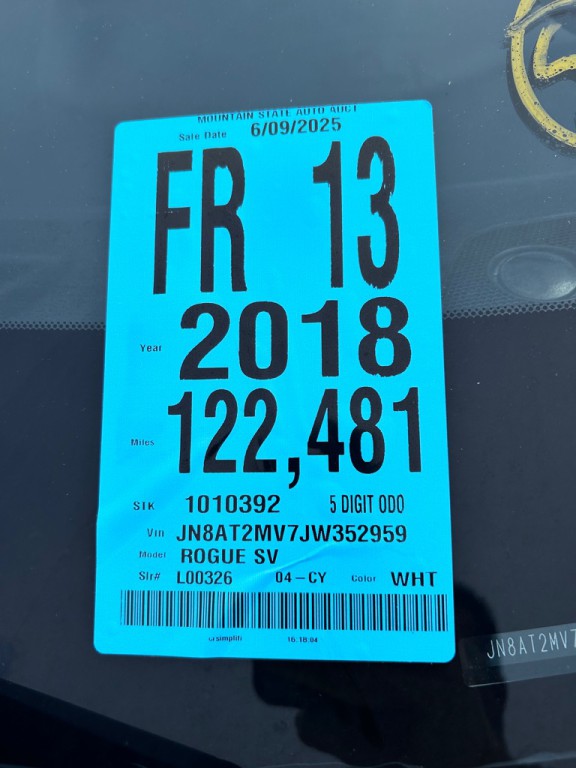 MOUNTAIN STATE AUTO AUCT
Sale Date 6/09/2025
FR 13
Year 2018
Miles 122,481
STK 1010392 5 DIGIT ODO
Vin JN8AT2MV7JW352959
Model ROGUE SV
Slr# L00326 04-CY Color WHT
16:18:04
JN8AT2MV7